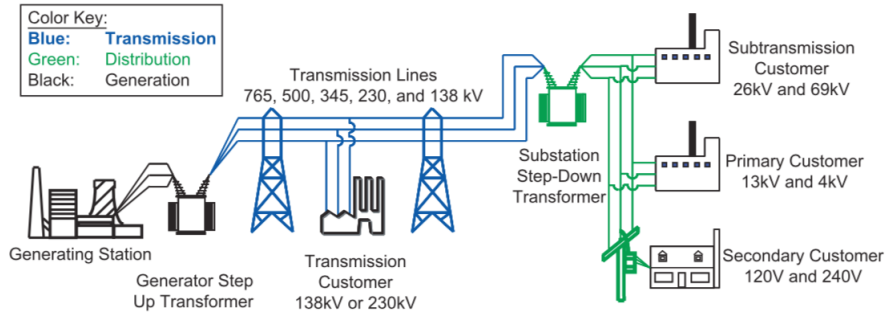 Color Key:
Blue: Transmission
Green: Distribution
Black: Generation
Transmission Lines
765, 500, 345, 230, and 138 kV
Subtransmission
Customer
26kV and 69kV
Substation
Step-Down
Transformer
Primary Customer
13kV and 4kV
Generating Station
Generator Step
Up Transformer
Transmission
Customer
138kV or 230kV
Secondary Customer
120V and 240V